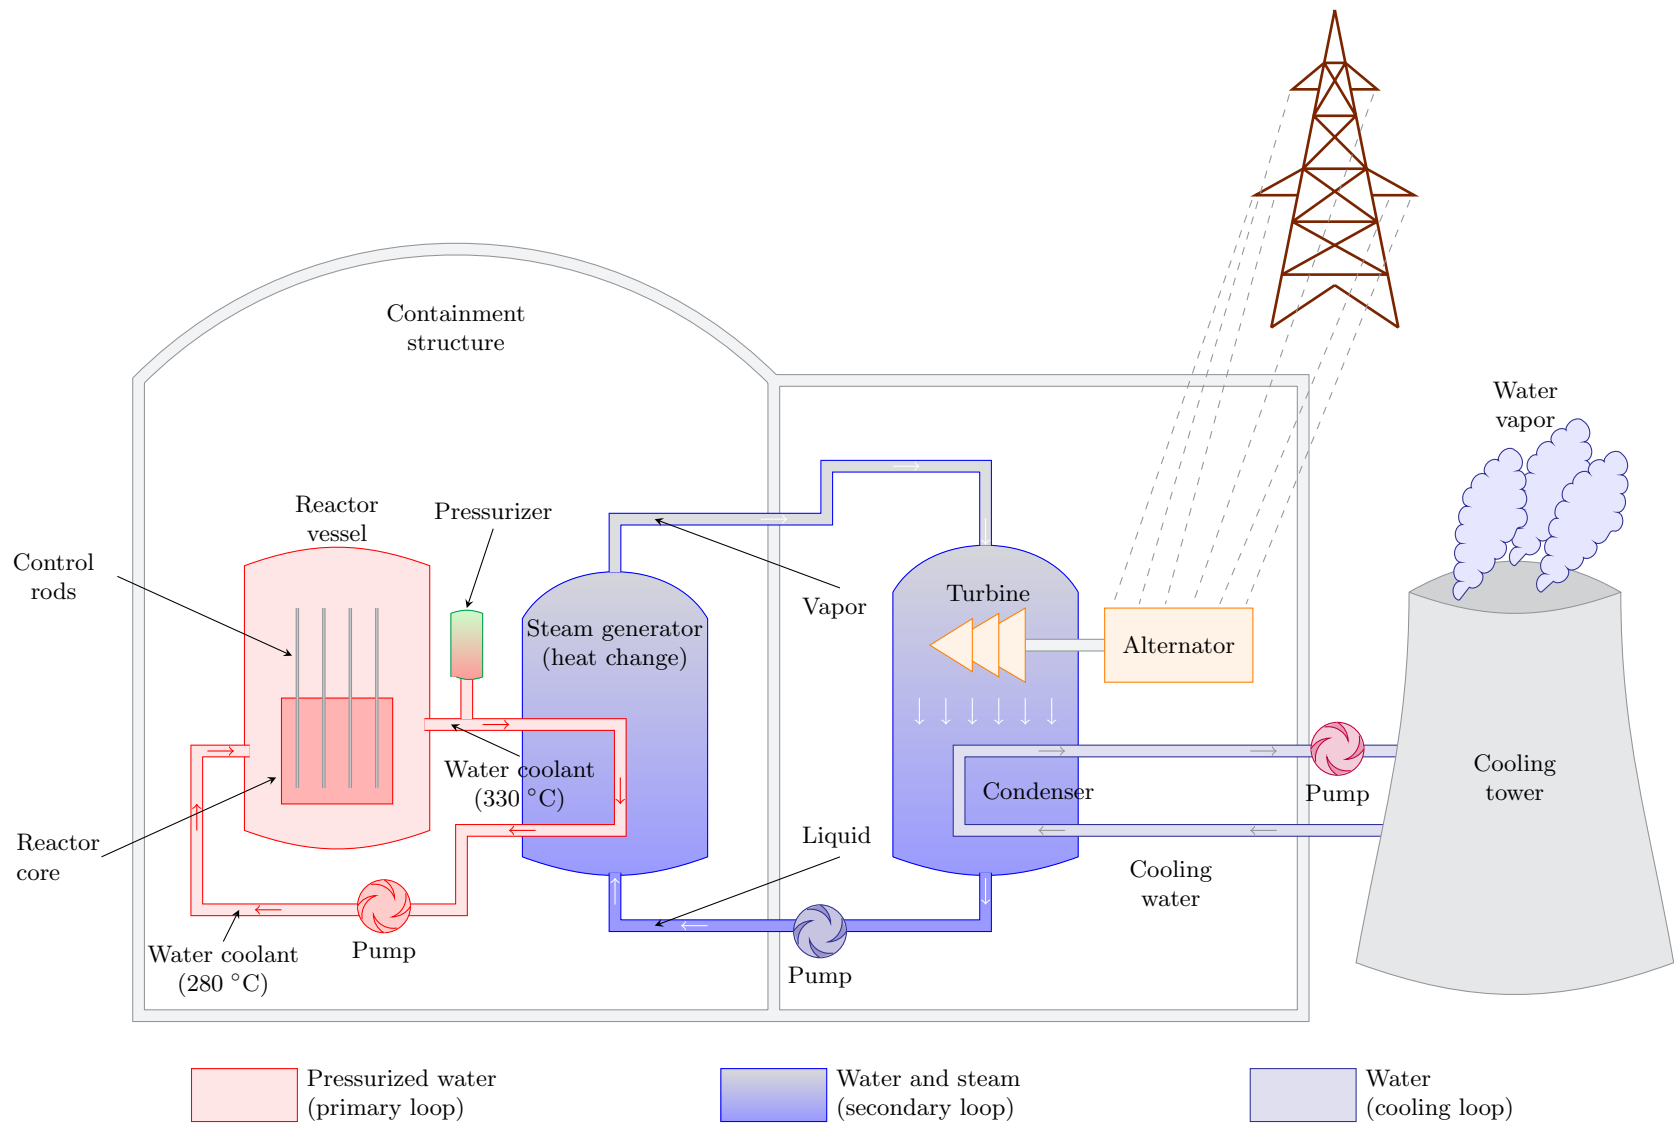 Containment
structure
Water
vapor
Reactor
vessel
Pressurizer
Control
rods
Vapor
Turbine
Steam generator
(heat change)
Alternator
Water coolant
(330 °C)
Condenser
Pump
Cooling
tower
Reactor
core
Liquid
Cooling
water
Water coolant
(280 °C)
Pump
Pump
Pressurized water
(primary loop)
Water and steam
(secondary loop)
Water
(cooling loop)